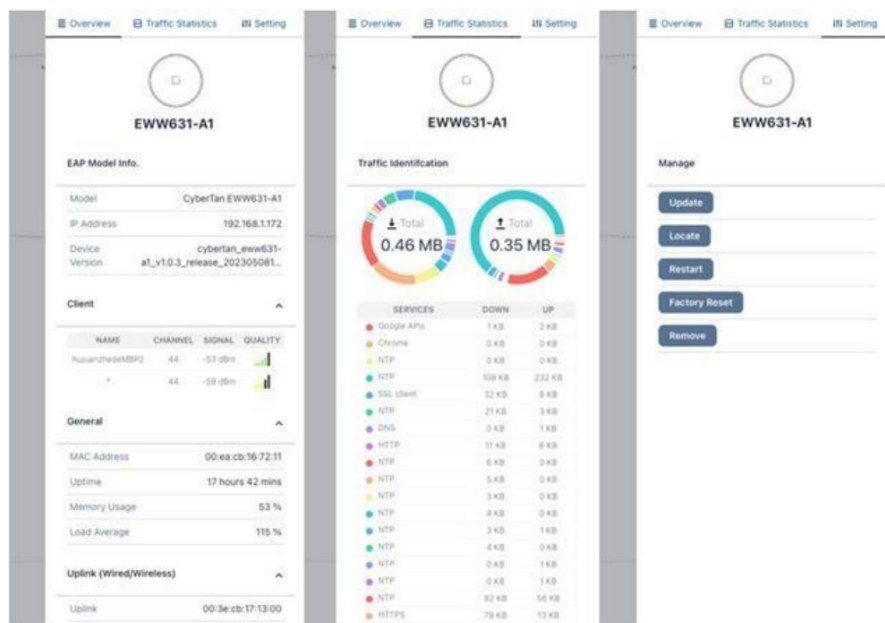 Overview Traffic Statistics Setting
EWW631-A1
EAP Model Info.
Model CyberTan EWW631-A1
IP Address 192.168.1.172
Device Version cybertan_eww631-a1_v1.0.3_release_202305081...
Client
NAME CHANNEL SIGNAL QUALITY
44 -53 dBm
* 44 -59 dBm
General
MAC Address 00:ea:cb:16:72:11
Uptime 17 hours 42 mins
Memory Usage 53 %
Load Average 115 %
Uplink (Wired/Wireless)
Uplink 00:3e:cb:17:13:00
Overview Traffic Statistics Setting
EWW631-A1
Traffic Identifcation
Total
0.46 MB
Total
0.35 MB
SERVICES DOWN UP
Google APIs 1 KB 2 KB
Chrome 0 KB 0 KB
NTP 0 KB 0 KB
NTP 109 KB 232 KB
SSL client 32 KB 8 KB
NTP 21 KB 3 KB
DNS 0 KB 1 KB
HTTP 11 KB 6 KB
NTP 6 KB 0 KB
NTP 5 KB 0 KB
NTP 3 KB 0 KB
NTP 4 KB 0 KB
NTP 3 KB 1 KB
NTP 4 KB 0 KB
NTP 0 KB 1 KB
NTP 0 KB 1 KB
NTP 82 KB 56 KB
HTTPS 79 KB 13 KB
Overview Traffic Statistics Setting
EWW631-A1
Manage
Update
Locate
Restart
Factory Reset
Remove